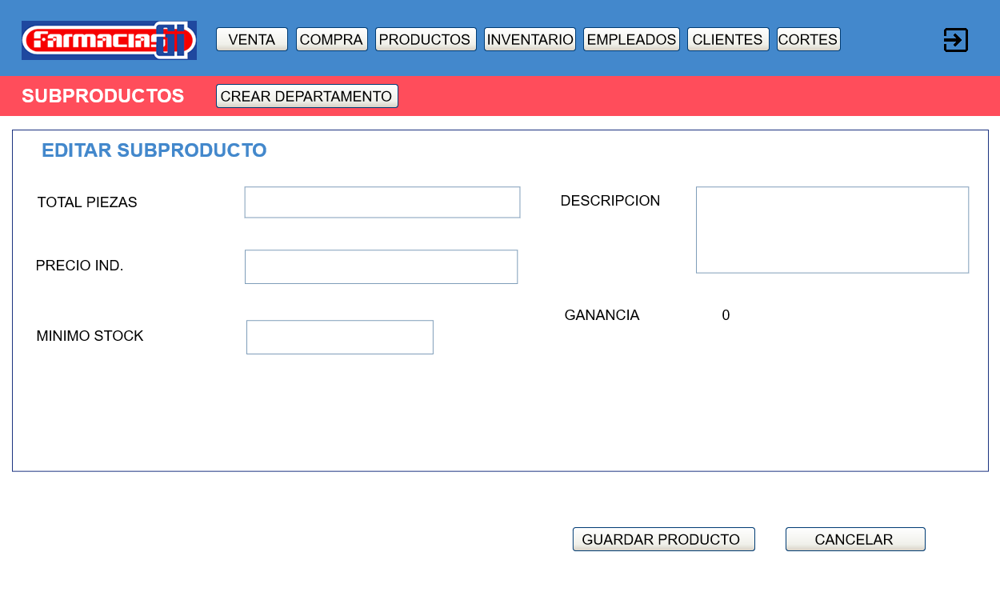 Farmacias SI
VENTA
COMPRA
PRODUCTOS
INVENTARIO
EMPLEADOS
CLIENTES
CORTES
SUBPRODUCTOS
CREAR DEPARTAMENTO
EDITAR SUBPRODUCTO
TOTAL PIEZAS
DESCRIPCION
PRECIO IND.
GANANCIA
0
MINIMO STOCK
GUARDAR PRODUCTO
CANCELAR